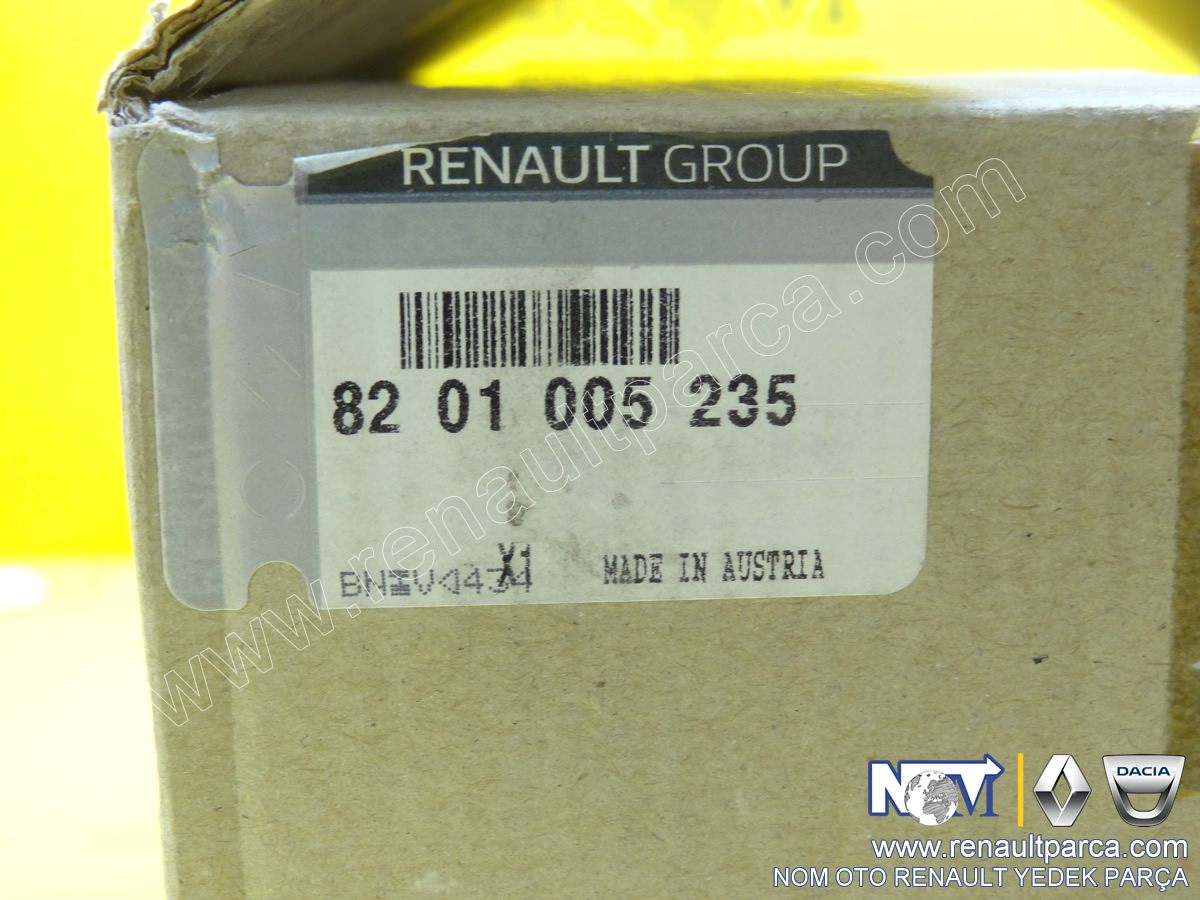 RENAULT GROUP
82 01 005 235
X1
MADE IN AUSTRIA
www.renaultparca.com
NOM
DACIA
www.renaultparca.com
NOM OTO RENAULT YEDEK PARÇA